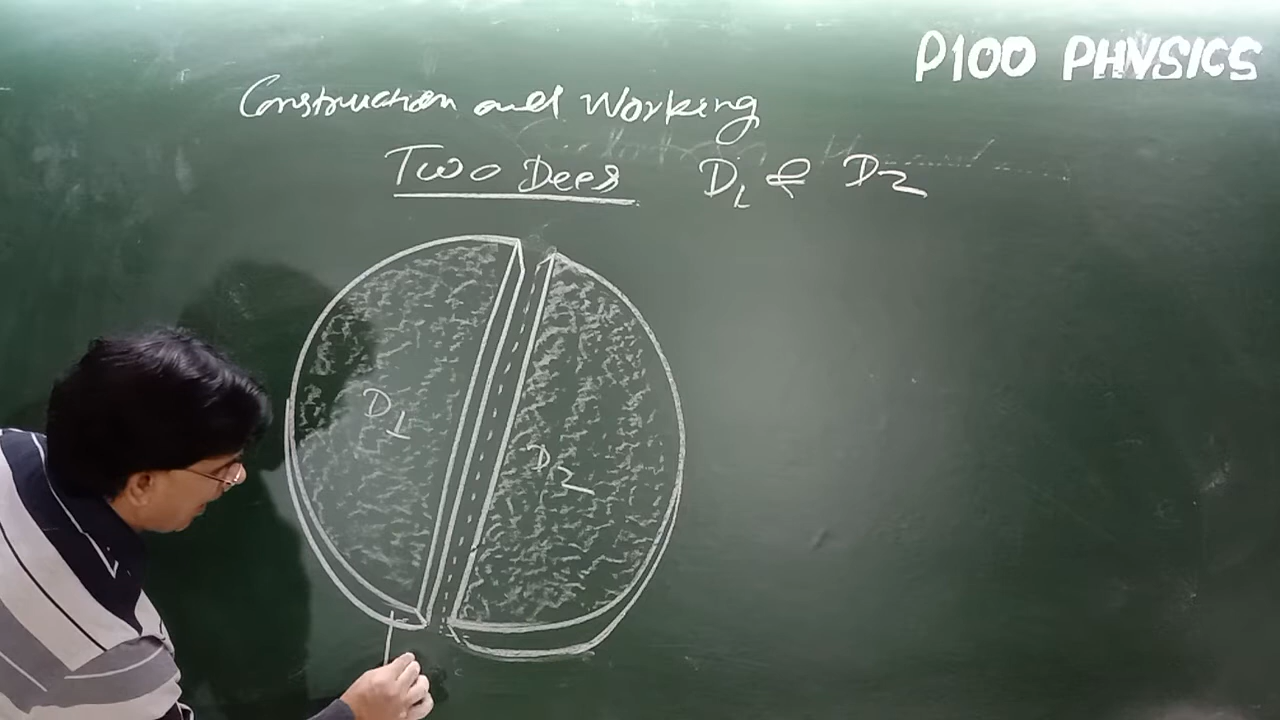 P100 PHYSICS
Construction and Working
Two Dees D1 & D2
D1
D2